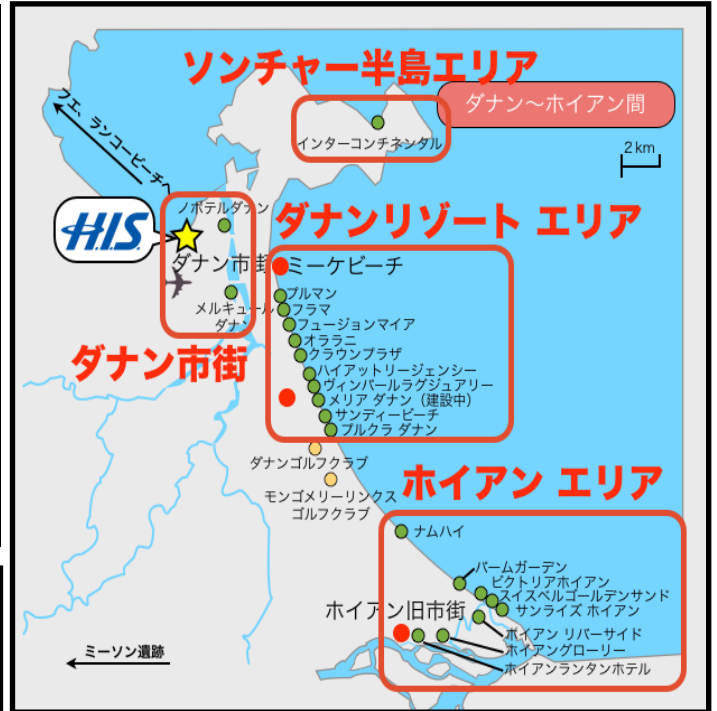 ソンチャー半島エリア
ダナン〜ホイアン間
フエ、ランコービーチへ
インターコンチネンタル
2km
H.I.S.
ノボテルダナン
ダナンリゾート エリア
ダナン市街
ミーケビーチ
メルキュール
ダナン
プルマン
フラマ
フュージョンマイア
オララニ
クラウンプラザ
ハイアットリージェンシー
ヴィンパールラグジュアリー
メリア ダナン（建設中）
サンディービーチ
プルクラ ダナン
ダナン市街
ダナンゴルフクラブ
モンゴメリーリンクス
ゴルフクラブ
ホイアン エリア
ナムハイ
パームガーデン
ビクトリアホイアン
スイスベルゴールデンサンド
サンライズ ホイアン
ホイアン旧市街
ホイアン リバーサイド
ホイアングローリー
ホイアンランタンホテル
ミーソン遺跡